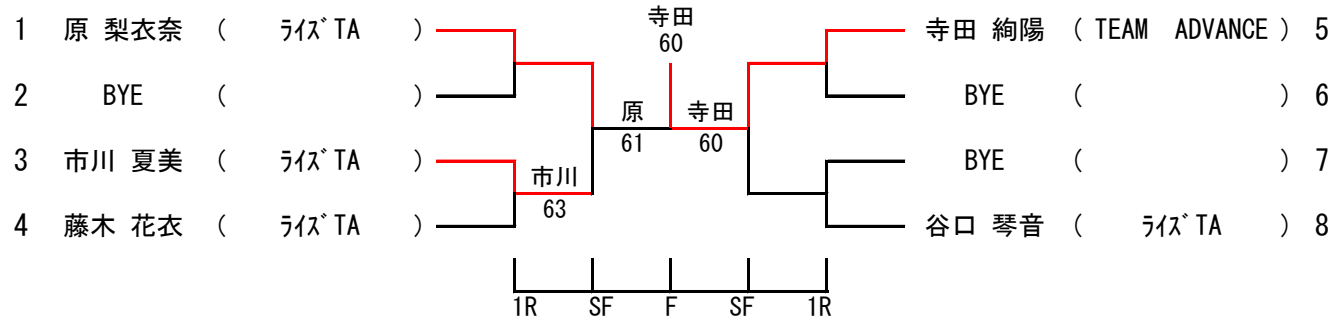 寺田
60
1 原 梨衣奈 ( ﾗｲｽﾞTA )
2 BYE ( )
3 市川 夏美 ( ﾗｲｽﾞTA )
4 藤木 花衣 ( ﾗｲｽﾞTA )
市川
63
原
61
寺田
60
寺田 絢陽 ( TEAM ADVANCE ) 5
BYE ( ) 6
BYE ( ) 7
谷口 琴音 ( ﾗｲｽﾞTA ) 8
1R SF F SF 1R